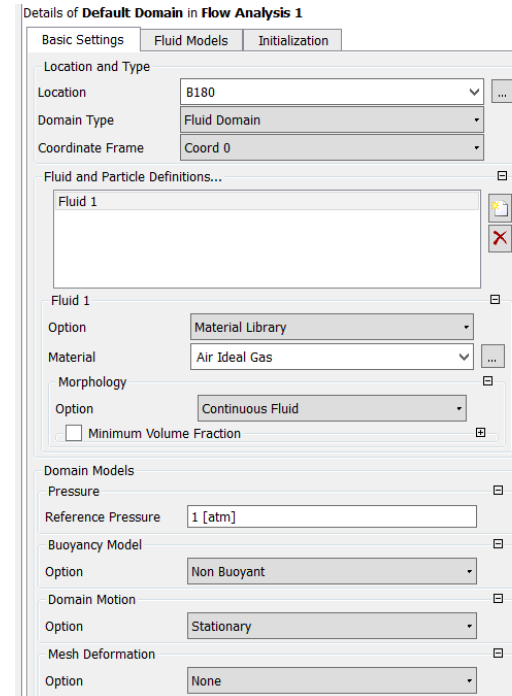 Details of Default Domain in Flow Analysis 1
Basic Settings Fluid Models Initialization
Location and Type
Location B180 ...
Domain Type Fluid Domain
Coordinate Frame Coord 0
Fluid and Particle Definitions...
Fluid 1
Fluid 1
Option Material Library
Material Air Ideal Gas ...
Morphology
Option Continuous Fluid
Minimum Volume Fraction
Domain Models
Pressure
Reference Pressure 1 [atm]
Buoyancy Model
Option Non Buoyant
Domain Motion
Option Stationary
Mesh Deformation
Option None